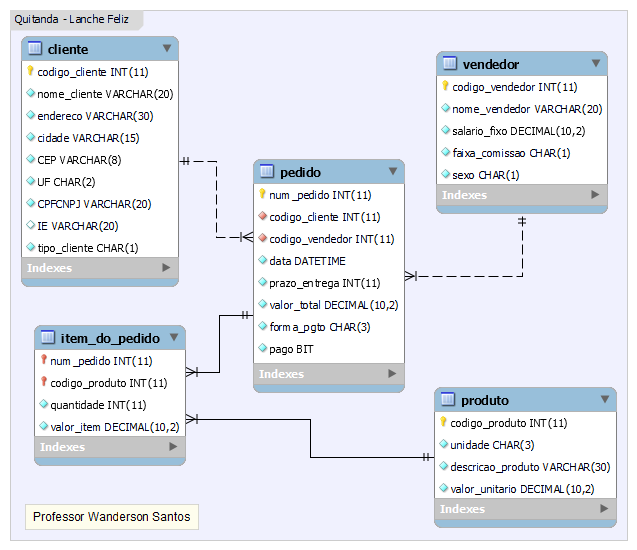 Quitanda - Lanche Feliz
cliente
codigo_cliente INT(11)
nome_cliente VARCHAR(20)
endereco VARCHAR(30)
cidade VARCHAR(15)
CEP VARCHAR(8)
UF CHAR(2)
CPFCNPJ VARCHAR(20)
IE VARCHAR(20)
tipo_cliente CHAR(1)
Indexes
vendedor
codigo_vendedor INT(11)
nome_vendedor VARCHAR(20)
salario_fixo DECIMAL(10,2)
faixa_comissao CHAR(1)
sexo CHAR(1)
Indexes
pedido
num_pedido INT(11)
codigo_cliente INT(11)
codigo_vendedor INT(11)
data DATETIME
prazo_entrega INT(11)
valor_total DECIMAL(10,2)
forma_pgto CHAR(3)
pago BIT
Indexes
item_do_pedido
num_pedido INT(11)
codigo_produto INT(11)
quantidade INT(11)
valor_item DECIMAL(10,2)
Indexes
produto
codigo_produto INT(11)
unidade CHAR(3)
descricao_produto VARCHAR(30)
valor_unitario DECIMAL(10,2)
Indexes
Professor Wanderson Santos